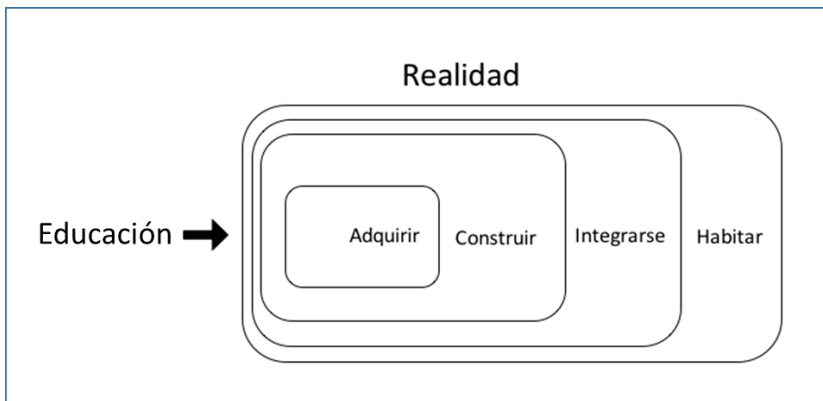 Realidad
Educación
Adquirir
Construir
Integrarse
Habitar